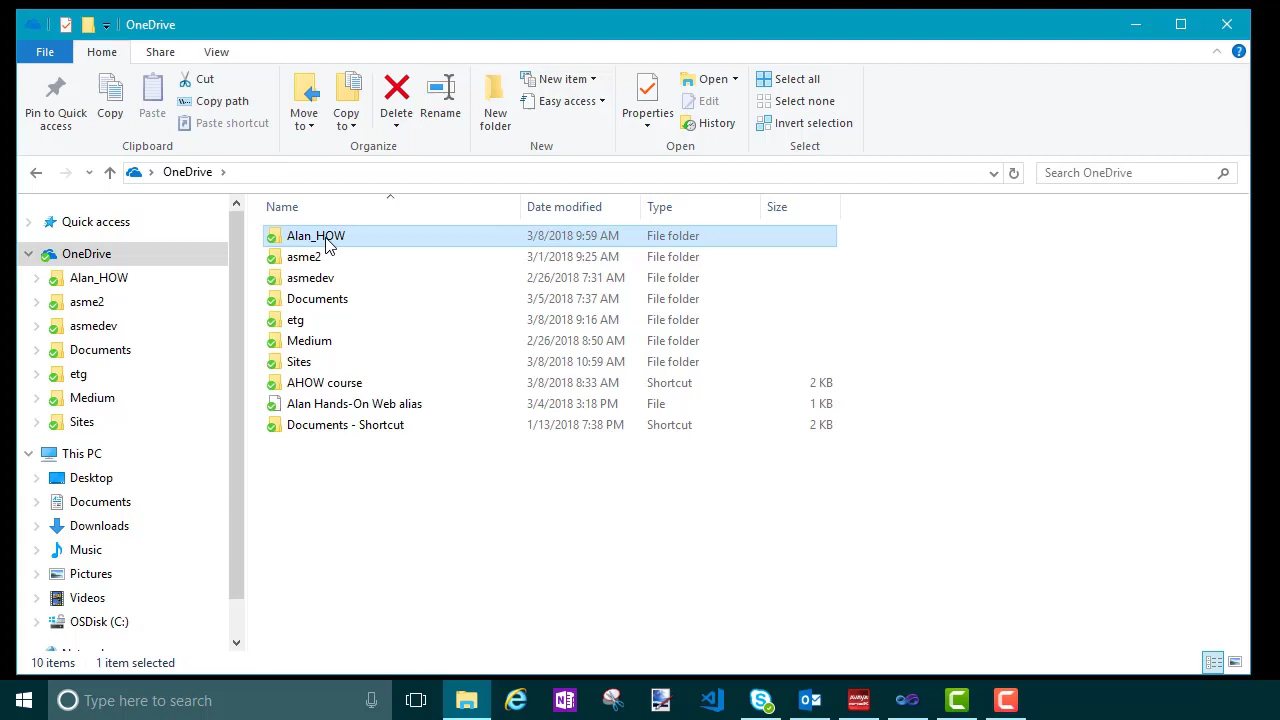 OneDrive
File Home Share View
Pin to Quick access
Copy
Paste
Cut
Copy path
Paste shortcut
Clipboard
Move to
Copy to
Delete
Rename
Organize
New folder
New item
Easy access
New
Properties
Open
Edit
History
Open
Select all
Select none
Invert selection
Select
OneDrive
Search OneDrive
Quick access
OneDrive
Alan_HOW
asme2
asmedev
Documents
etg
Medium
Sites
This PC
Desktop
Documents
Downloads
Music
Pictures
Videos
OSDisk (C:)
Name Date modified Type Size
Alan_HOW 3/8/2018 9:59 AM File folder
asme2 3/1/2018 9:25 AM File folder
asmedev 2/26/2018 7:31 AM File folder
Documents 3/5/2018 7:37 AM File folder
etg 3/8/2018 9:16 AM File folder
Medium 2/26/2018 8:50 AM File folder
Sites 3/8/2018 10:59 AM File folder
AHOW course 3/8/2018 8:33 AM Shortcut 2 KB
Alan Hands-On Web alias 3/4/2018 3:18 PM File 1 KB
Documents - Shortcut 1/13/2018 7:38 PM Shortcut 2 KB
10 items 1 item selected
Type here to search